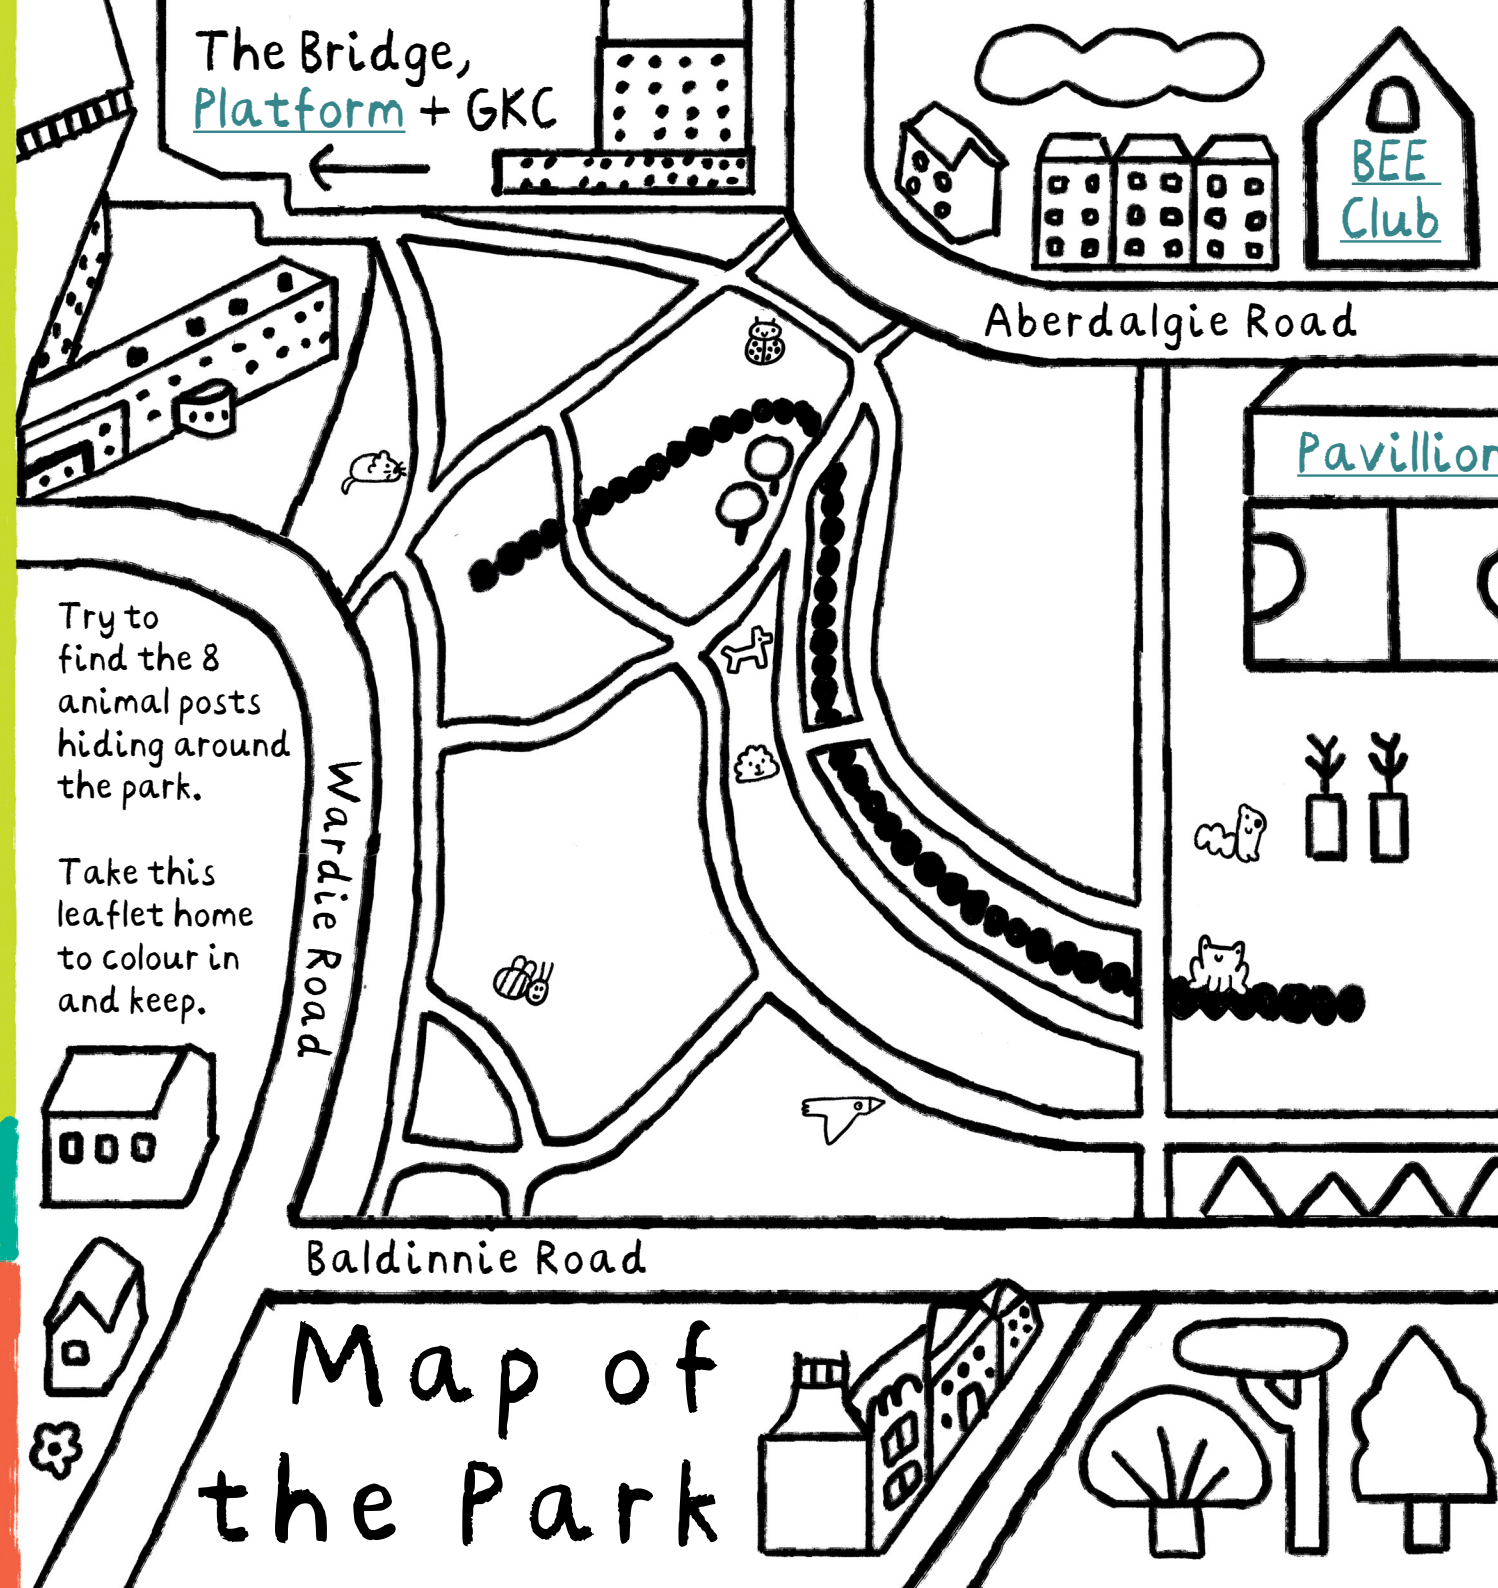 The Bridge,
Platform + GKC
BEE
Club
Aberdalgie Road
Pavillion
Try to
find the 8
animal posts
hiding around
the park.
Take this
leaflet home
to colour in
and keep.
Wardie Road
Baldinnie Road
Map of
the Park